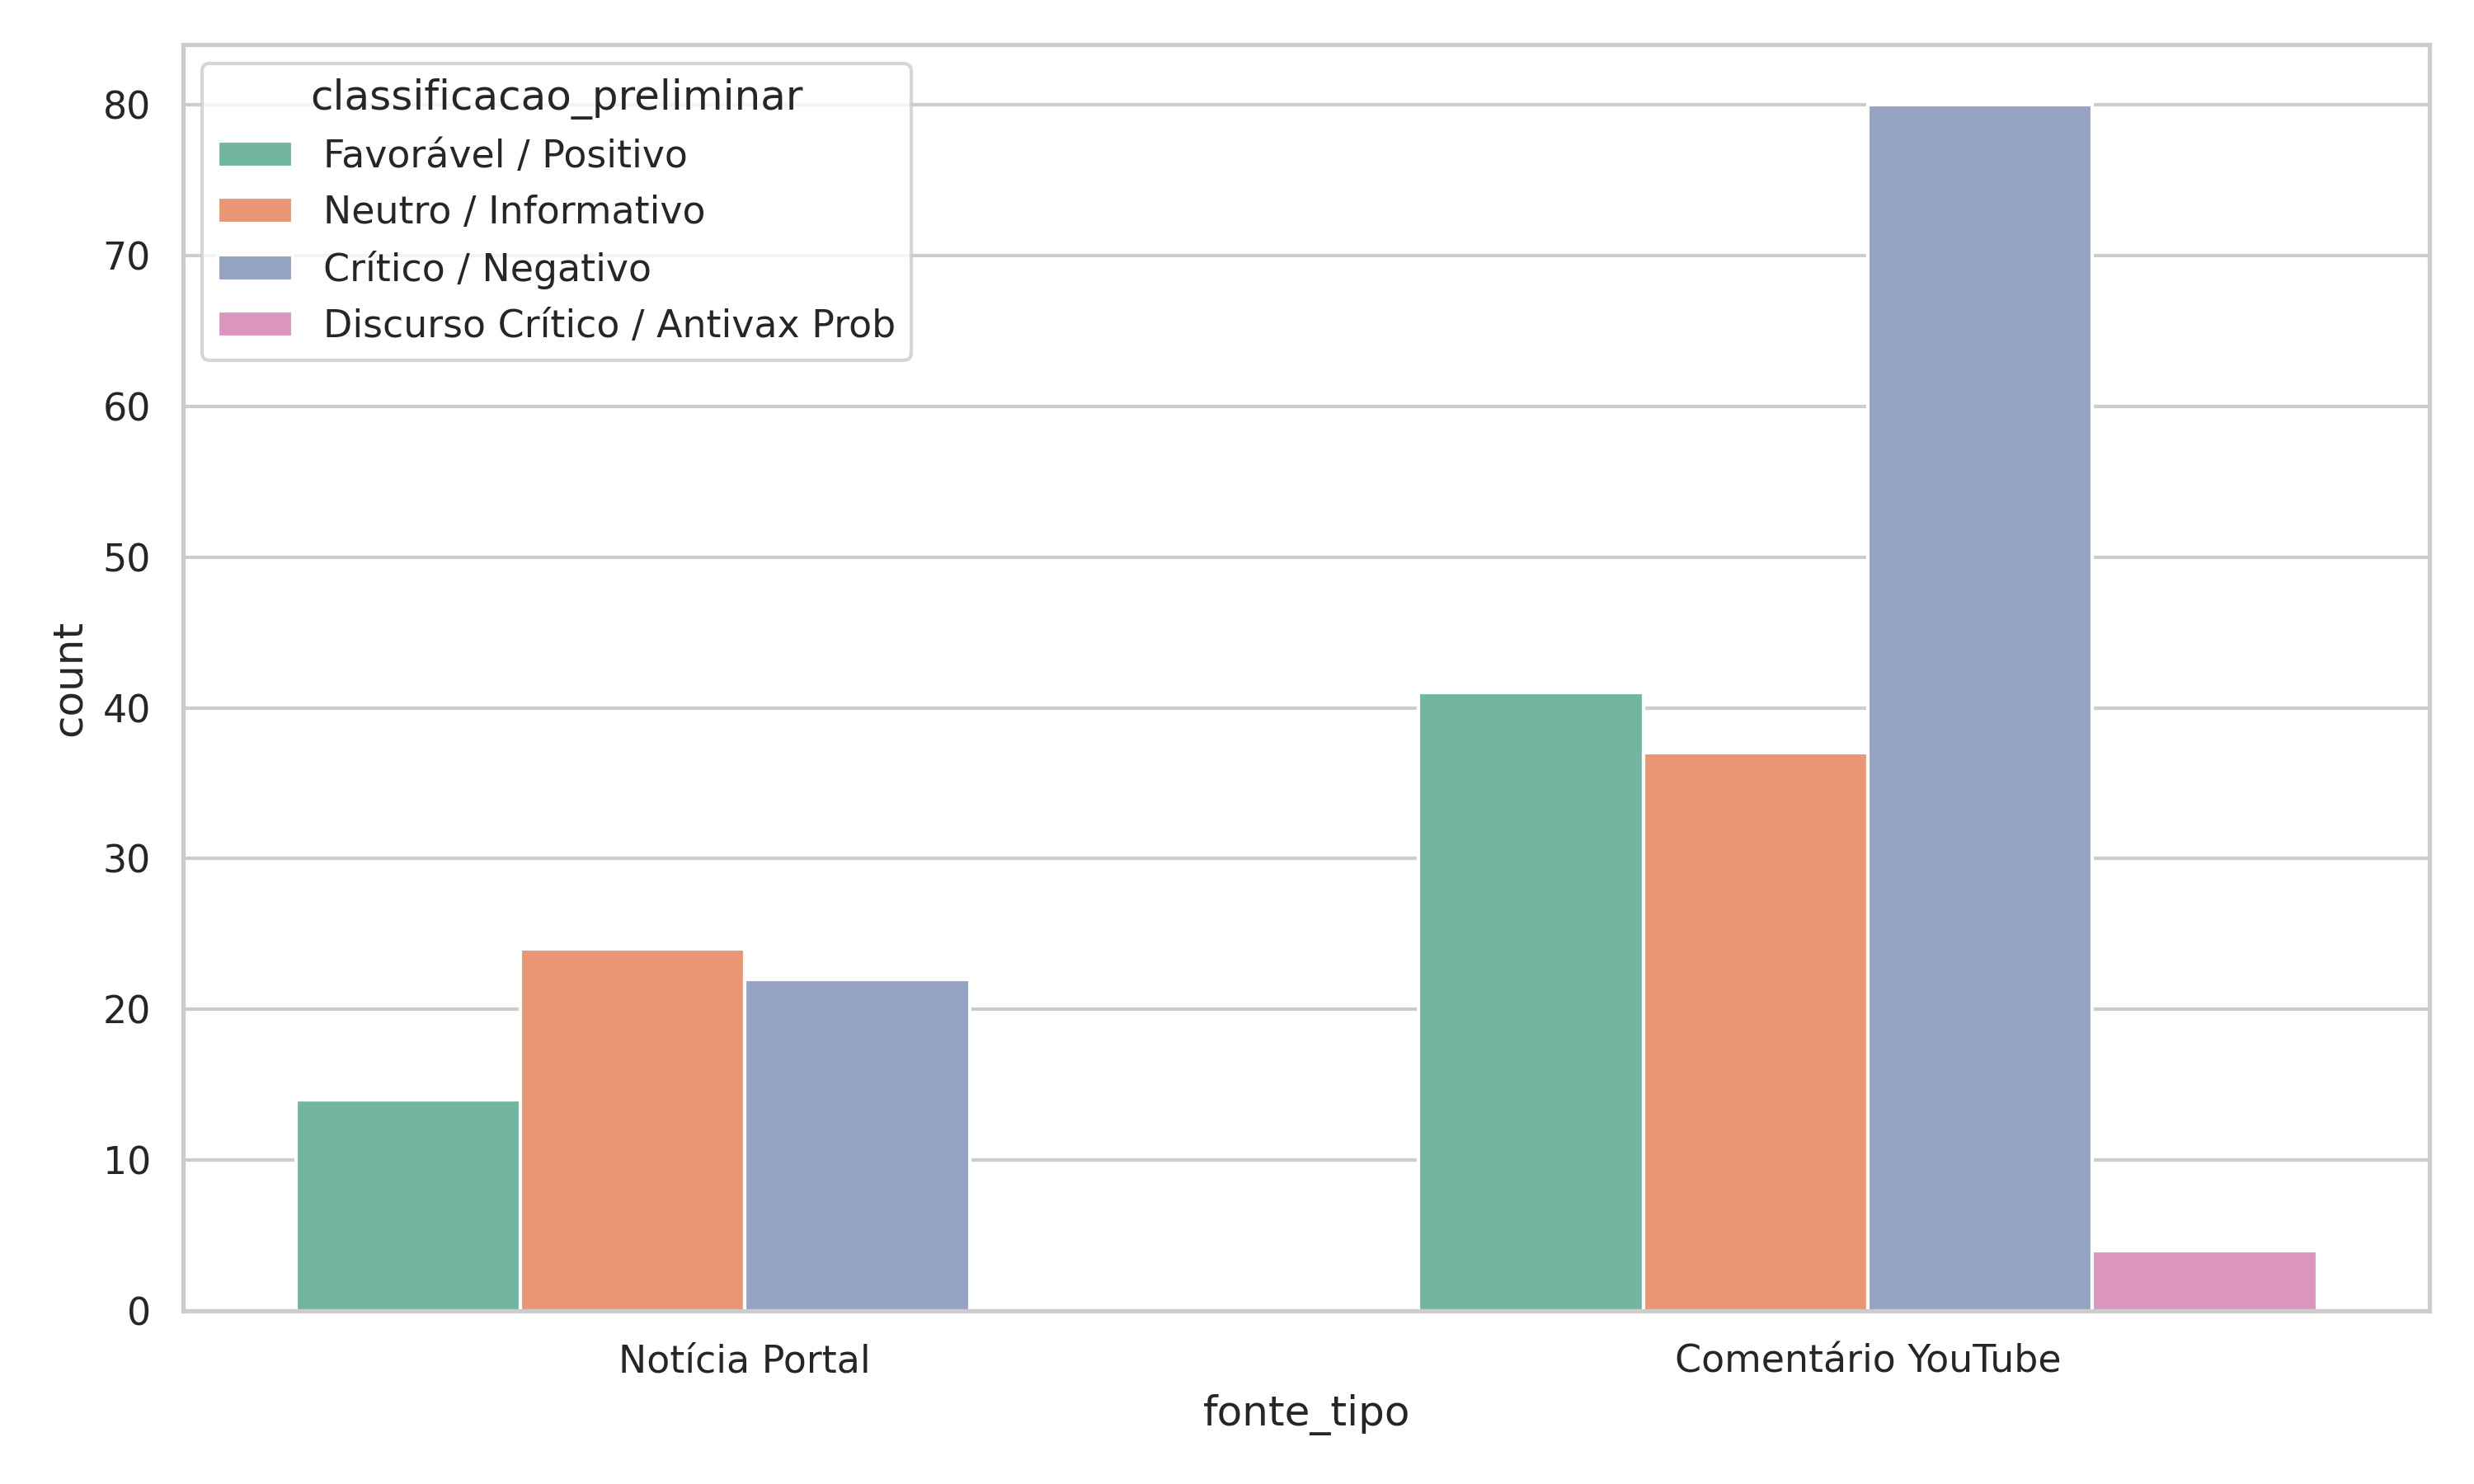 classificacao_preliminar
Favorável / Positivo
Neutro / Informativo
Crítico / Negativo
Discurso Crítico / Antivax Prob
80
70
60
50
40
30
20
10
0
count
Notícia Portal
Comentário YouTube
fonte_tipo